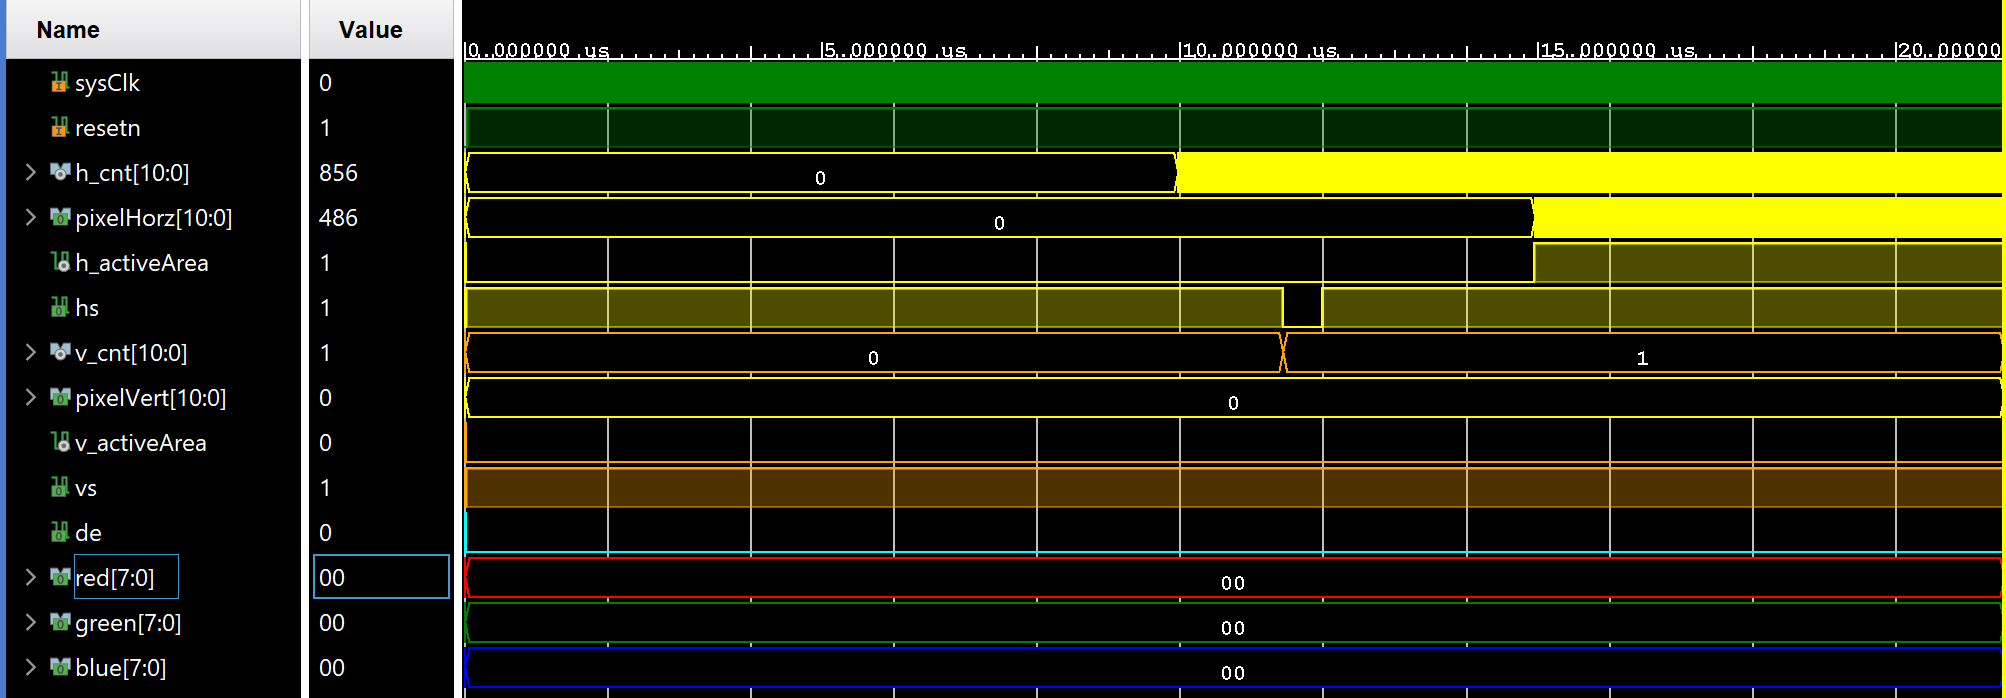 Name Value
0.000000 us 5.000000 us 10.000000 us 15.000000 us 20.00000
sysClk 0
resetn 1
h_cnt[10:0] 856 0
pixelHorz[10:0] 486 0
h_activeArea 1
hs 1
v_cnt[10:0] 1 0 1
pixelVert[10:0] 0 0
v_activeArea 0
vs 1
de 0
red[7:0] 00 00
green[7:0] 00 00
blue[7:0] 00 00